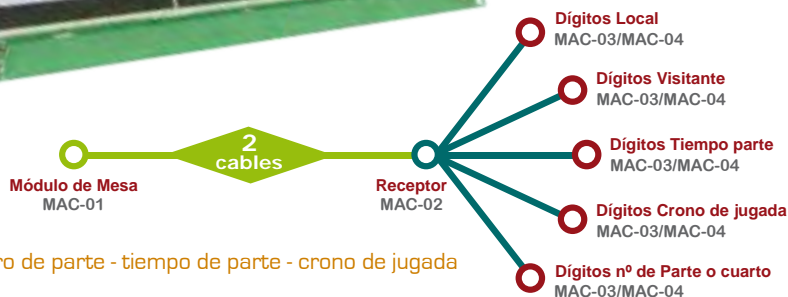 Dígitos Local
MAC-03/MAC-04
Dígitos Visitante
MAC-03/MAC-04
2
cables
Dígitos Tiempo parte
MAC-03/MAC-04
Módulo de Mesa
MAC-01
Receptor
MAC-02
Dígitos Crono de jugada
MAC-03/MAC-04
de parte - tiempo de parte - crono de jugada
Dígitos nº de Parte o cuarto
MAC-03/MAC-04